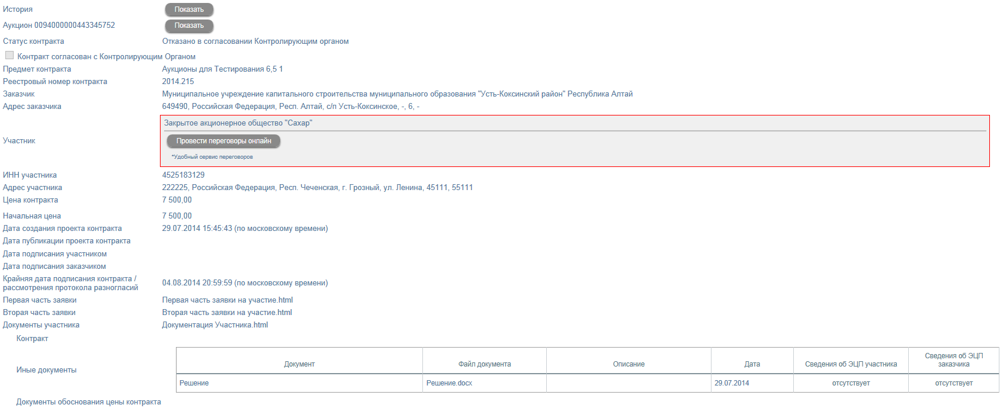 История Показать
Аукцион 0094000000443345752 Показать
Статус контракта Отказано в согласовании Контролирующим органом
Контракт согласован с Контролирующим Органом
Предмет контракта Аукционы для Тестирования 6,5 1
Реестровый номер контракта 2014.215
Заказчик Муниципальное учреждение капитального строительства муниципального образования "Усть-Коксинский район" Республика Алтай
Адрес заказчика 649490, Российская Федерация, Респ. Алтай, с/п Усть-Коксинское, -, 6, -
Закрытое акционерное общество "Сахар"
Участник Провести переговоры онлайн
*Удобный сервис переговоров
ИНН участника 4525183129
Адрес участника 222225, Российская Федерация, Респ. Чеченская, г. Грозный, ул. Ленина, 45111, 55111
Цена контракта 7 500,00
Начальная цена 7 500,00
Дата создания проекта контракта 29.07.2014 15:45:43 (по московскому времени)
Дата публикации проекта контракта
Дата подписания участником
Дата подписания заказчиком
Крайняя дата подписания контракта /
рассмотрения протокола разногласий 04.08.2014 20:59:59 (по московскому времени)
Первая часть заявки Первая часть заявки на участие.html
Вторая часть заявки Вторая часть заявки на участие.html
Документы участника Документация Участника.html
Контракт
Иные документы
Документ Файл документа Описание Дата Сведения об ЭЦП участника Сведения об ЭЦП
заказчика
Решение Решение.docx 29.07.2014 отсутствует отсутствует
Документы обоснования цены контракта